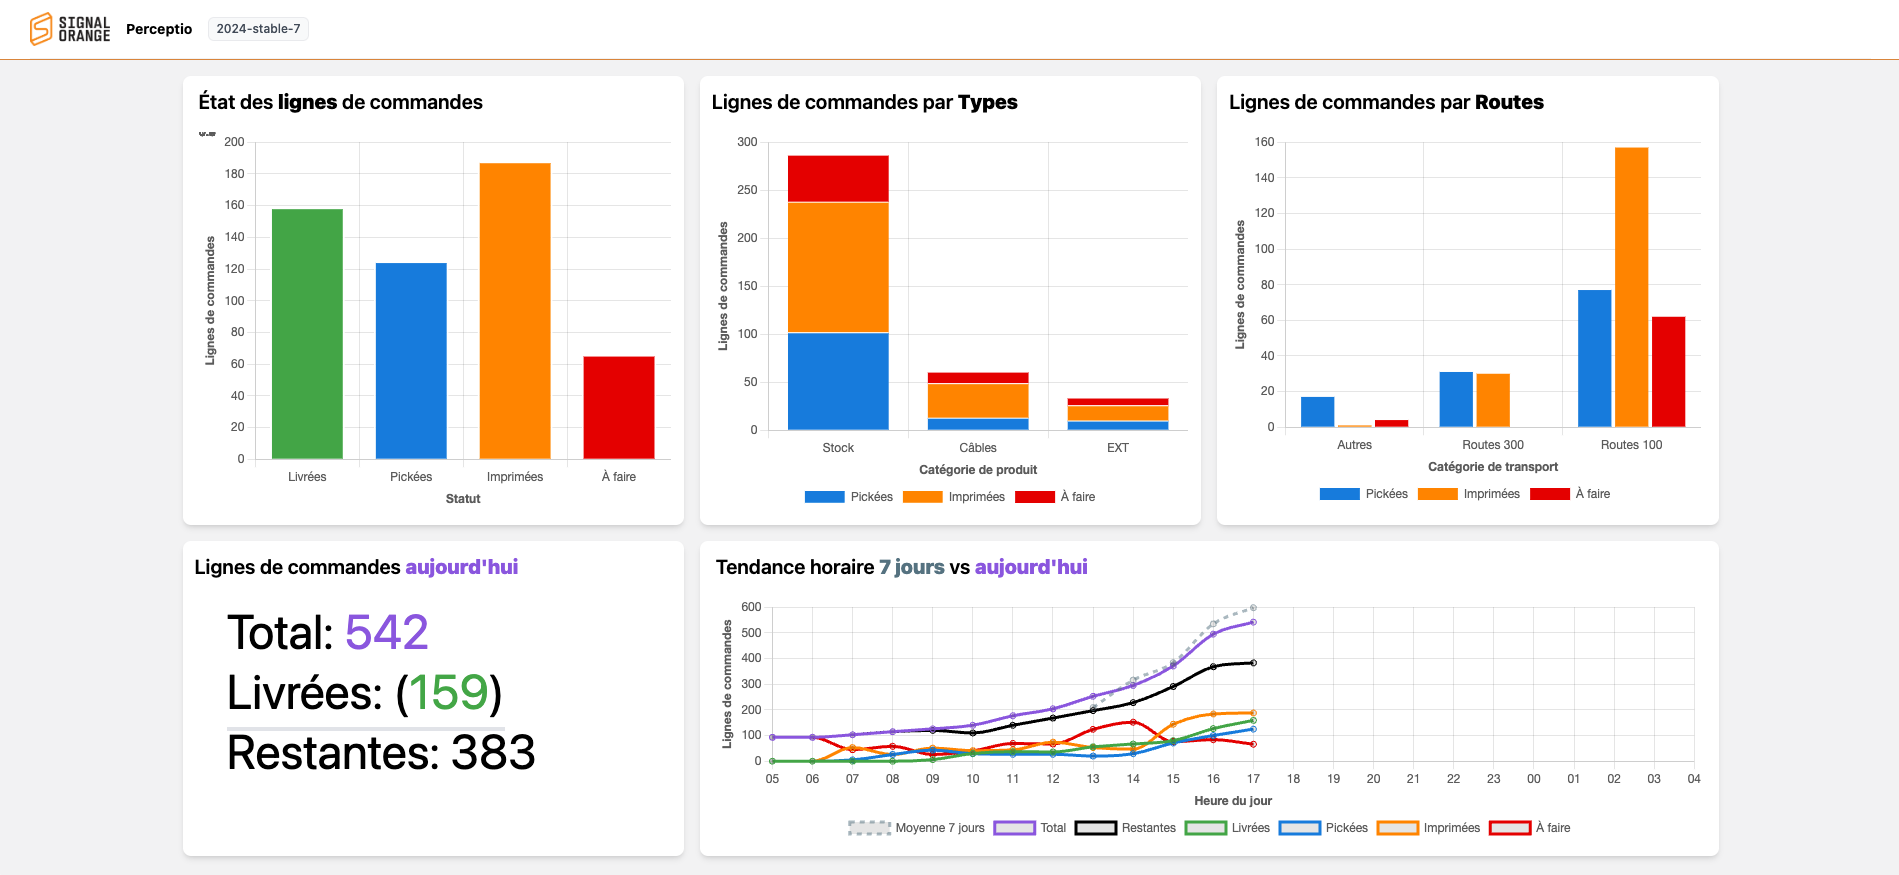 SIGNAL
ORANGE
Perceptio
2024-stable-7
État des lignes de commandes
200
180
160
140
120
100
80
60
40
20
0
Lignes de commandes
Livrées Pickées Imprimées À faire
Statut
Lignes de commandes par Types
300
250
200
150
100
50
0
Lignes de commandes
Stock Câbles EXT
Catégorie de produit
Pickées Imprimées À faire
Lignes de commandes par Routes
160
140
120
100
80
60
40
20
0
Lignes de commandes
Autres Routes 300 Routes 100
Catégorie de transport
Pickées Imprimées À faire
Lignes de commandes aujourd'hui
Total: 542
Livrées: (159)
Restantes: 383
Tendance horaire 7 jours vs aujourd'hui
600
500
400
300
200
100
0
Lignes de commandes
05 06 07 08 09 10 11 12 13 14 15 16 17 18 19 20 21 22 23 00 01 02 03 04
Heure du jour
Moyenne 7 jours Total Restantes Livrées Pickées Imprimées À faire